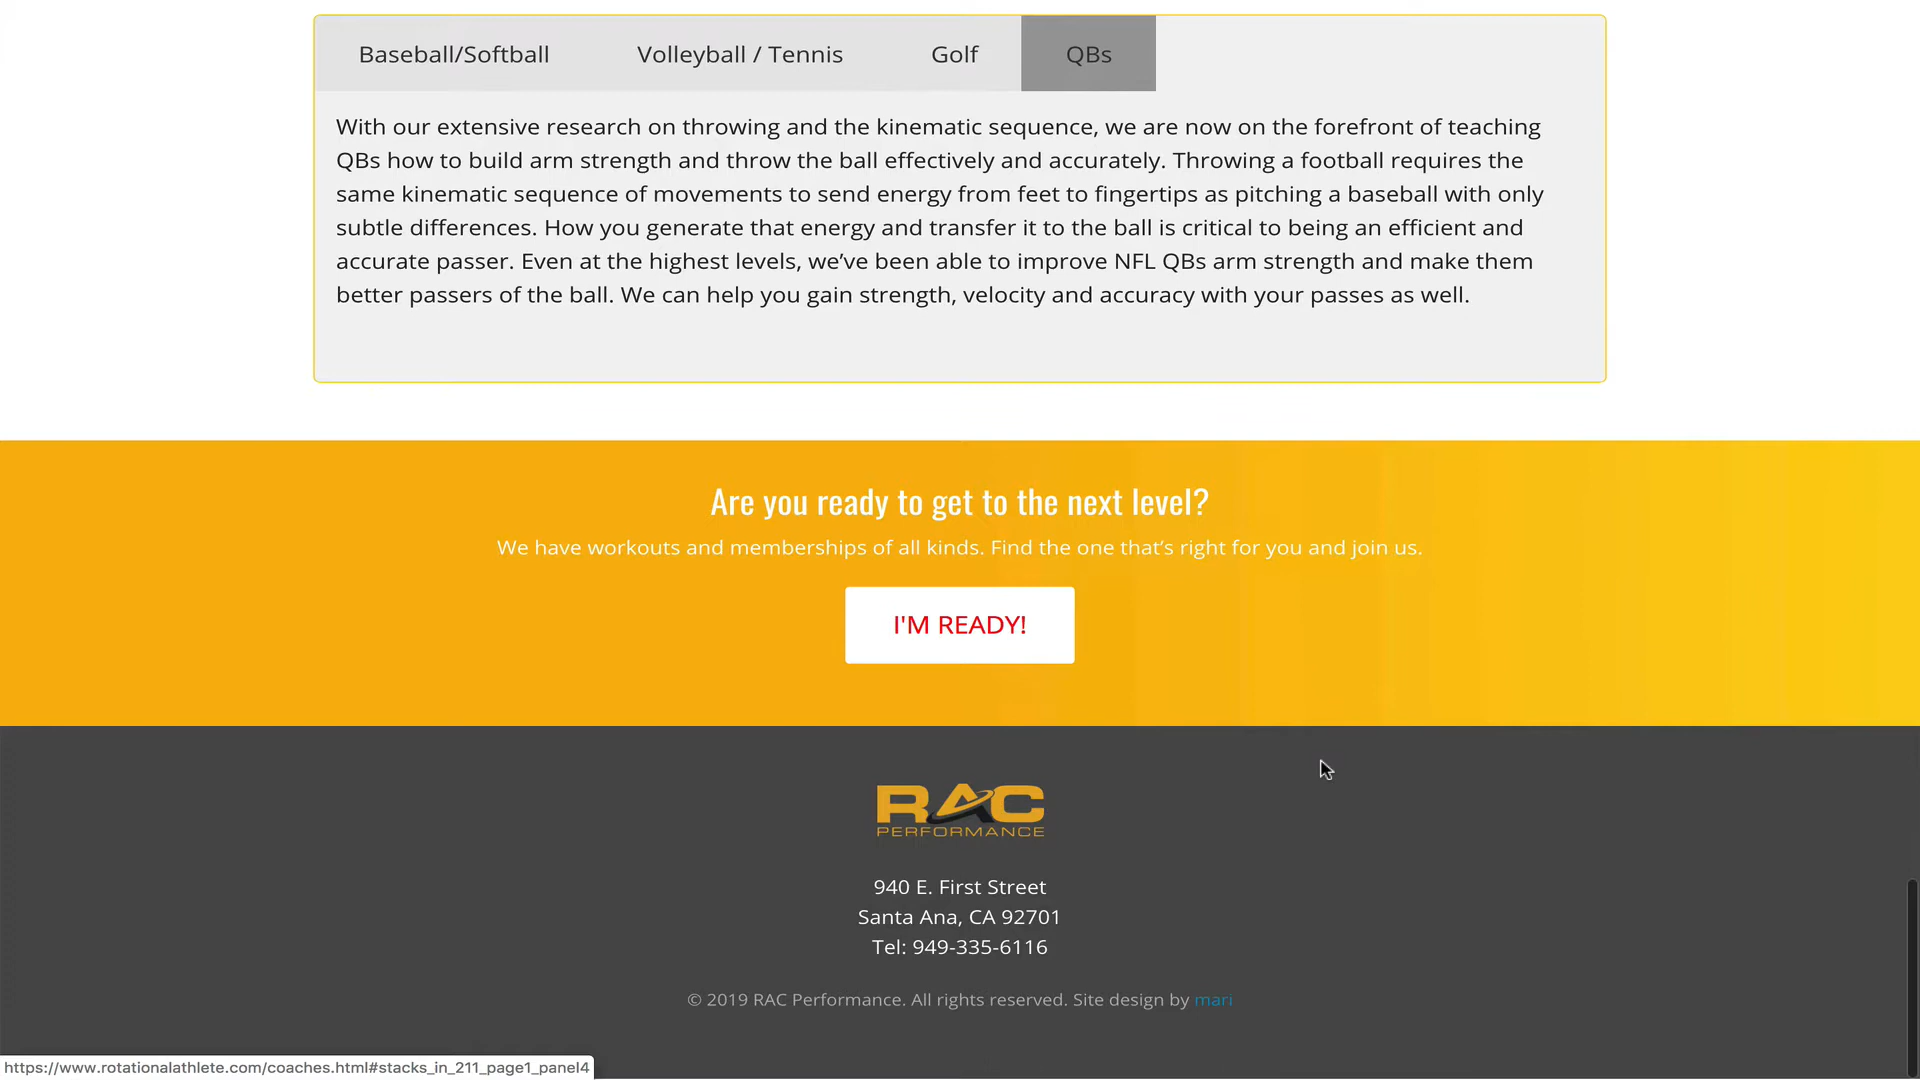 Baseball/Softball
Volleyball / Tennis
Golf
QBs
With our extensive research on throwing and the kinematic sequence, we are now on the forefront of teaching
QBs how to build arm strength and throw the ball effectively and accurately. Throwing a football requires the
same kinematic sequence of movements to send energy from feet to fingertips as pitching a baseball with only
subtle differences. How you generate that energy and transfer it to the ball is critical to being an efficient and
accurate passer. Even at the highest levels, we’ve been able to improve NFL QBs arm strength and make them
better passers of the ball. We can help you gain strength, velocity and accuracy with your passes as well.
Are you ready to get to the next level?
We have workouts and memberships of all kinds. Find the one that’s right for you and join us.
I'M READY!
RAC
PERFORMANCE
940 E. First Street
Santa Ana, CA 92701
Tel: 949-335-6116
© 2019 RAC Performance. All rights reserved. Site design by mari
https://www.rotationalathlete.com/coaches.html#stacks_in_211_page1_panel4